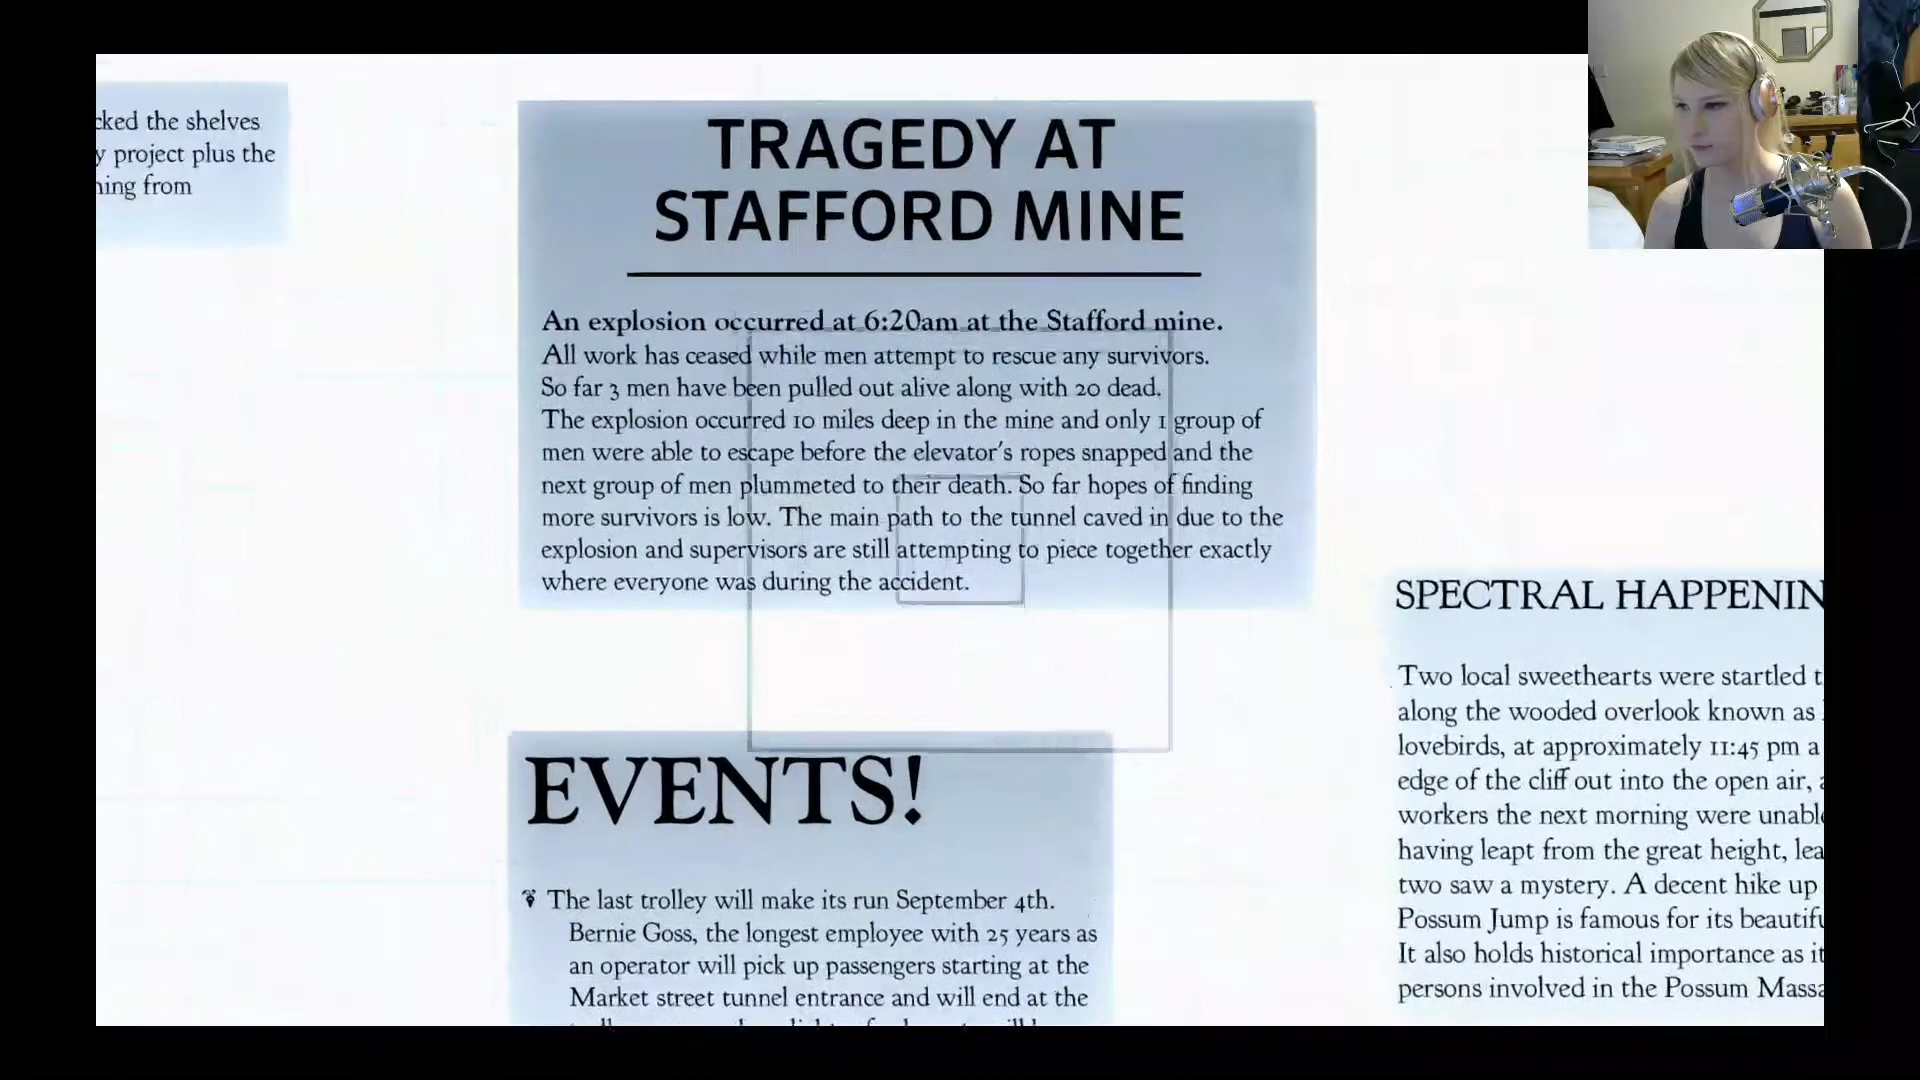 cked the shelves
y project plus the
ning from
TRAGEDY AT
STAFFORD MINE
An explosion occurred at 6:20am at the Stafford mine.
All work has ceased while men attempt to rescue any survivors.
So far 3 men have been pulled out alive along with 20 dead.
The explosion occurred 10 miles deep in the mine and only 1 group of
men were able to escape before the elevator's ropes snapped and the
next group of men plummeted to their death. So far hopes of finding
more survivors is low. The main path to the tunnel caved in due to the
explosion and supervisors are still attempting to piece together exactly
where everyone was during the accident.
EVENTS!
The last trolley will make its run September 4th.
Bernie Goss, the longest employee with 25 years as
an operator will pick up passengers starting at the
Market street tunnel entrance and will end at the
SPECTRAL HAPPENIN
Two local sweethearts were startled t
along the wooded overlook known as
lovebirds, at approximately 11:45 pm a
edge of the cliff out into the open air,
workers the next morning were unabl
having leapt from the great height, lea
two saw a mystery. A decent hike up
Possum Jump is famous for its beautifu
It also holds historical importance as it
persons involved in the Possum Massa